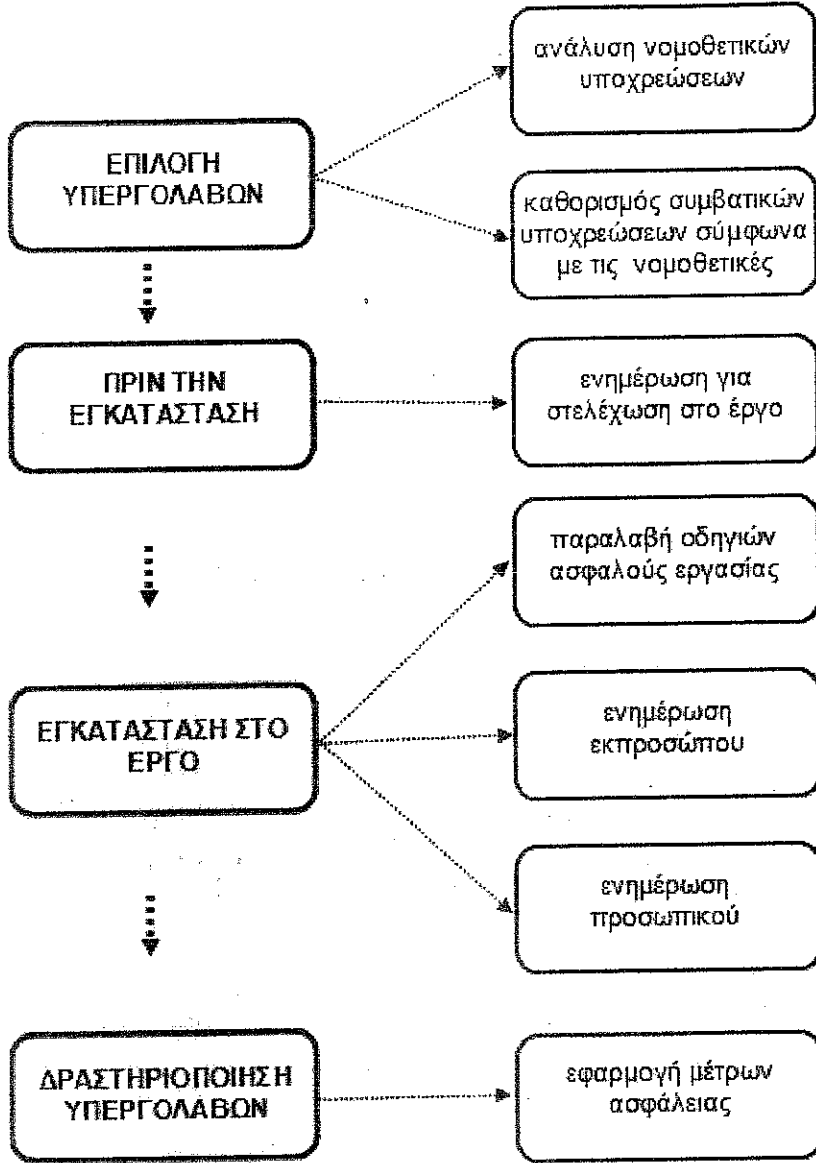 ανάλυση νομοθετικών
υποχρεώσεων
ΕΠΙΛΟΓΗ
ΥΠΕΡΓΟΛΑΒΩΝ
καθορισμός συμβατικών
υποχρεώσεων σύμφωνα
με τις νομοθετικές
ΠΡΙΝ ΤΗΝ
ΕΓΚΑΤΑΣΤΑΣΗ
ενημέρωση για
στελέχωση στο έργο
παραλαβή οδηγιών
ασφαλούς εργασίας
ΕΓΚΑΤΑΣΤΑΣΗ ΣΤΟ
ΕΡΓΟ
ενημέρωση
εκπροσώπου
ενημέρωση
προσωπικού
ΔΡΑΣΤΗΡΙΟΠΟΙΗΣΗ
ΥΠΕΡΓΟΛΑΒΩΝ
εφαρμογή μέτρων
ασφάλειας